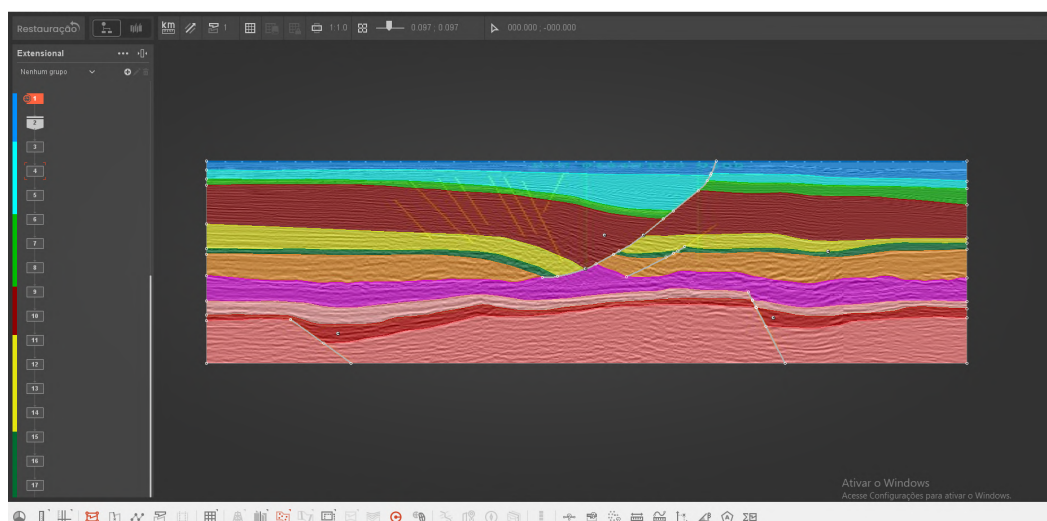 Restauração
km
1
1:1.0
0.097 ; 0.097
000.000 , -000.000
Extensional
Nenhum grupo
1
2
3
4
5
6
7
8
9
10
11
12
13
14
15
16
17
Ativar o Windows
Acesse Configurações para ativar o Windows.